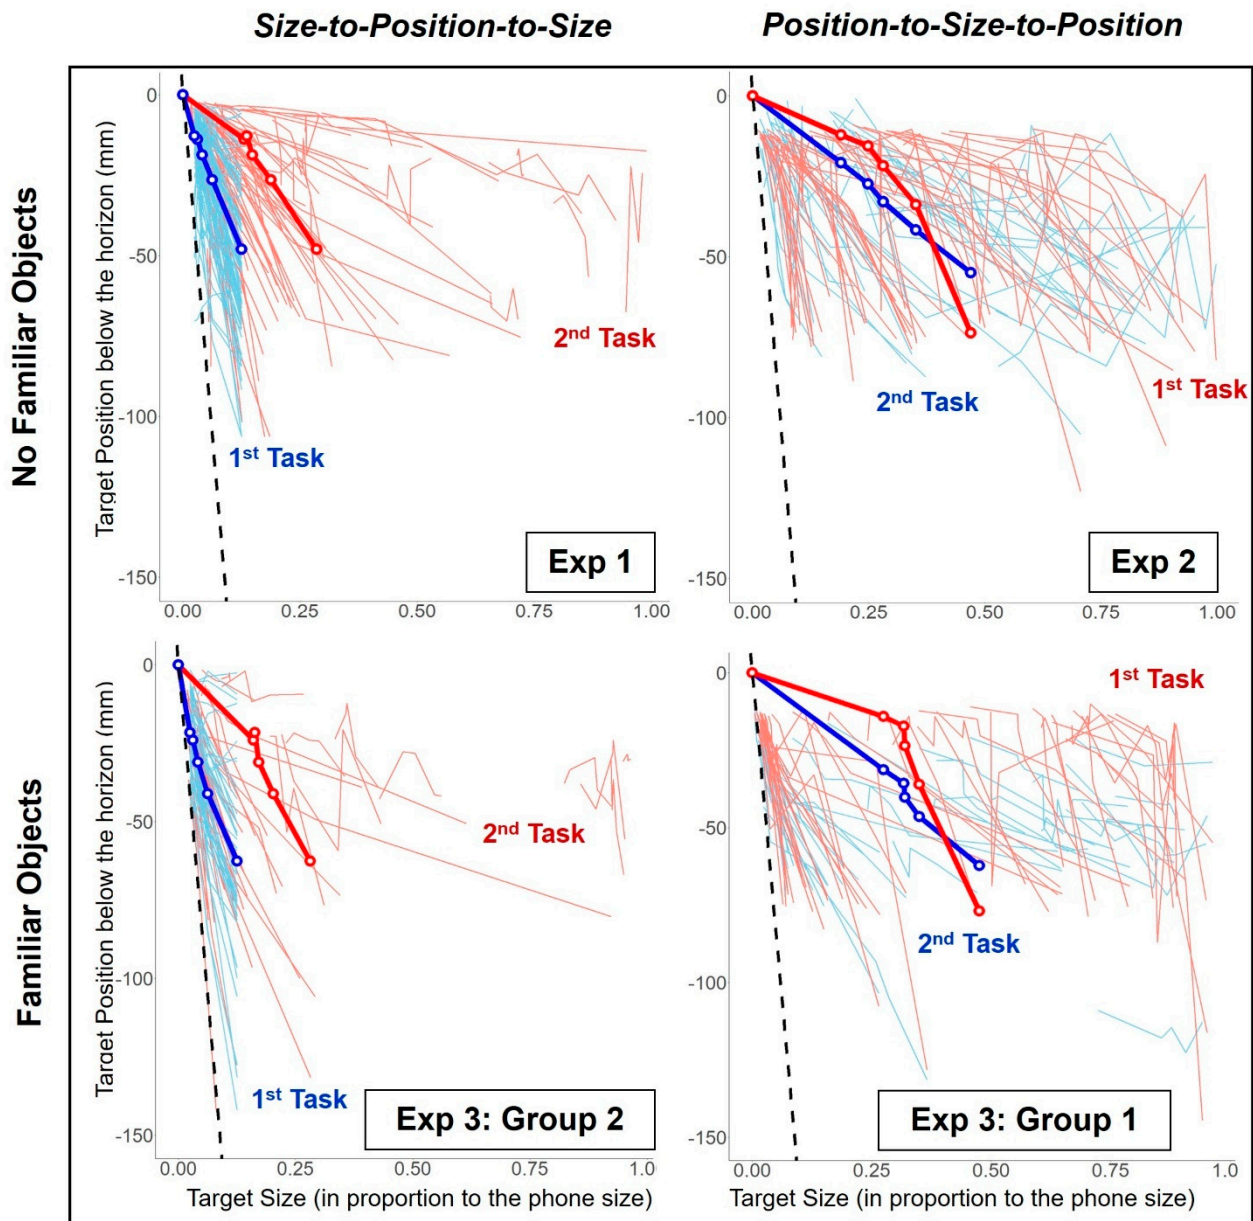 Size-to-Position-to-Size
Position-to-Size-to-Position
No Familiar Objects
Target Position below the horizon (mm)
0
-50
-100
-150
2nd Task
1st Task
Exp 1
0.00 0.25 0.50 0.75 1.00
0
-50
-100
-150
2nd Task
1st Task
Exp 2
0.00 0.25 0.50 0.75 1.00
Familiar Objects
Target Position below the horizon (mm)
0
-50
-100
-150
2nd Task
1st Task
Exp 3: Group 2
0.00 0.25 0.50 0.75 1.00
Target Size (in proportion to the phone size)
0
-50
-100
-150
1st Task
2nd Task
Exp 3: Group 1
0.00 0.25 0.50 0.75 1.0
Target Size (in proportion to the phone size)